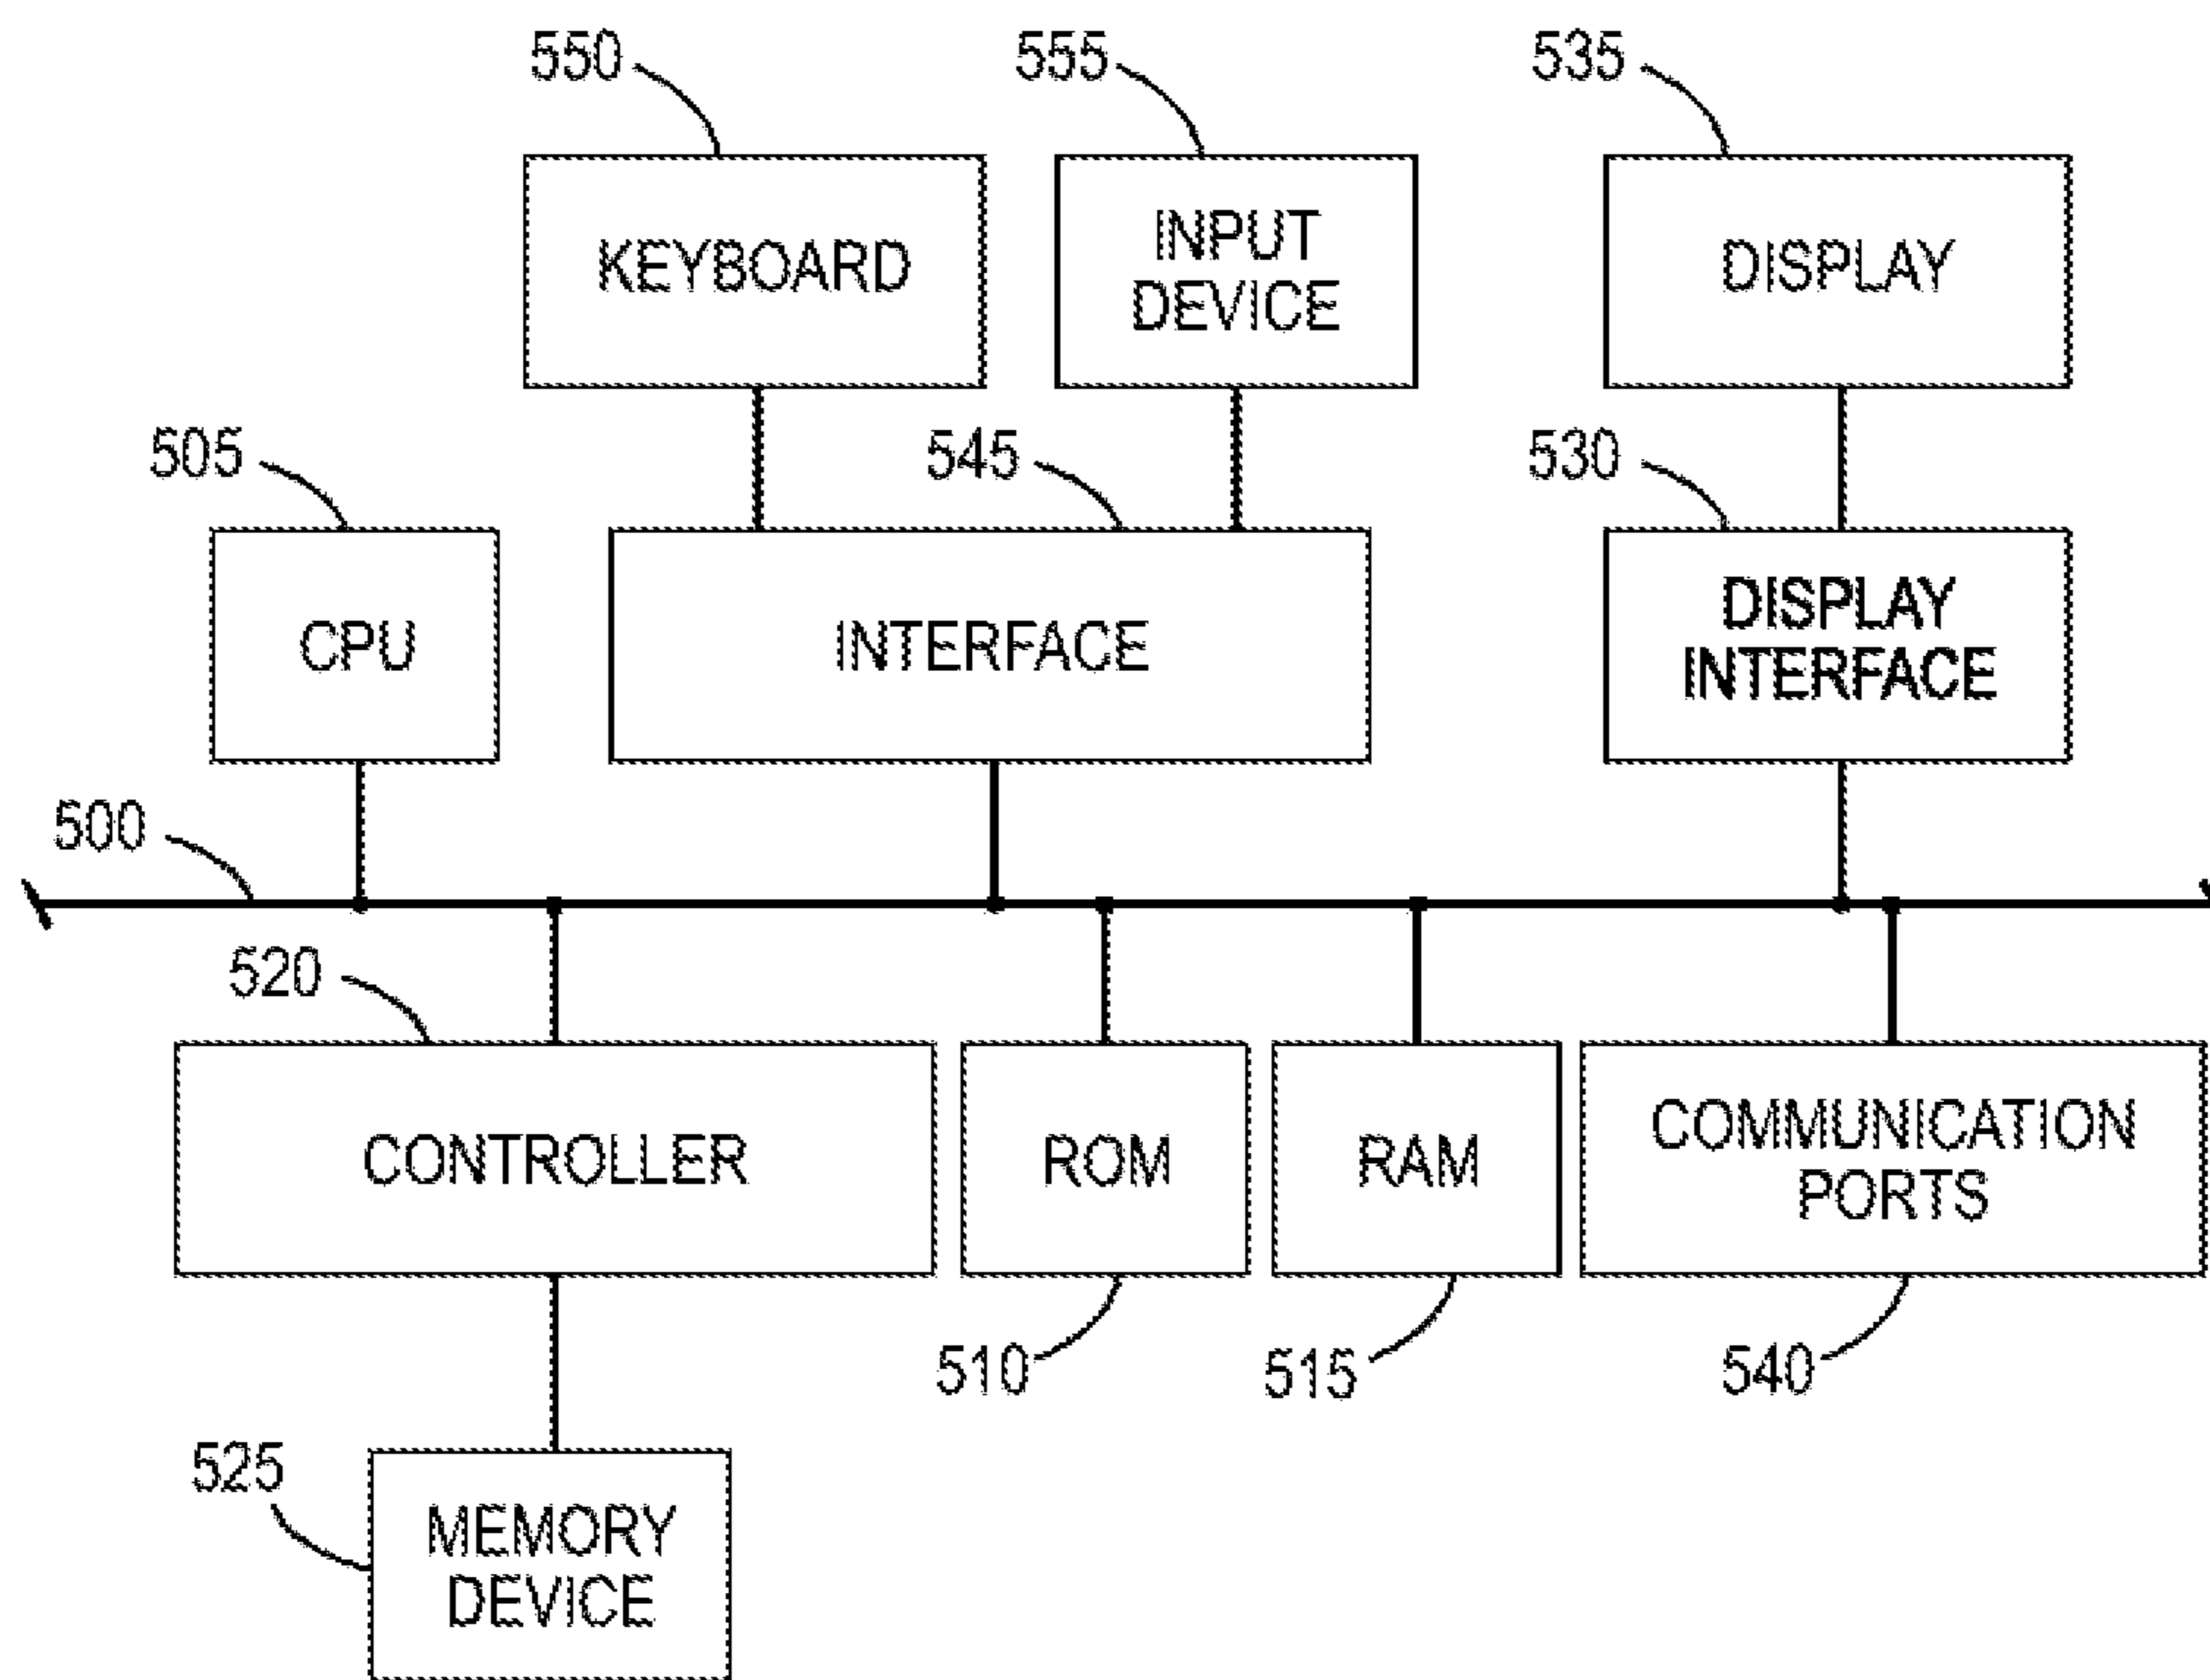 550
555
535
KEYBOARD
INPUT
DEVICE
DISPLAY
505
545
530
CPU
INTERFACE
DISPLAY
INTERFACE
500
520
CONTROLLER
ROM
RAM
COMMUNICATION
PORTS
510
515
540
525
MEMORY
DEVICE